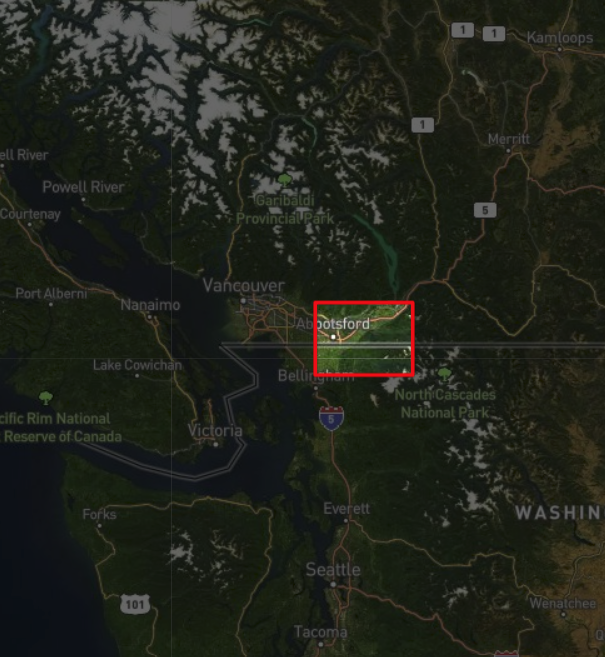 1
1
Kamloops
1
Merritt
ell River
Powell River
Courtenay
Garibaldi
Provincial Park
5
Port Alberni
Vancouver
Nanaimo
Abbotsford
Lake Cowichan
Bellingham
North Cascades
National Park
cific Rim National
Reserve of Canada
5
Victoria
Forks
Everett
WASHIN
Seattle
101
Wenatchee
Tacoma
Q